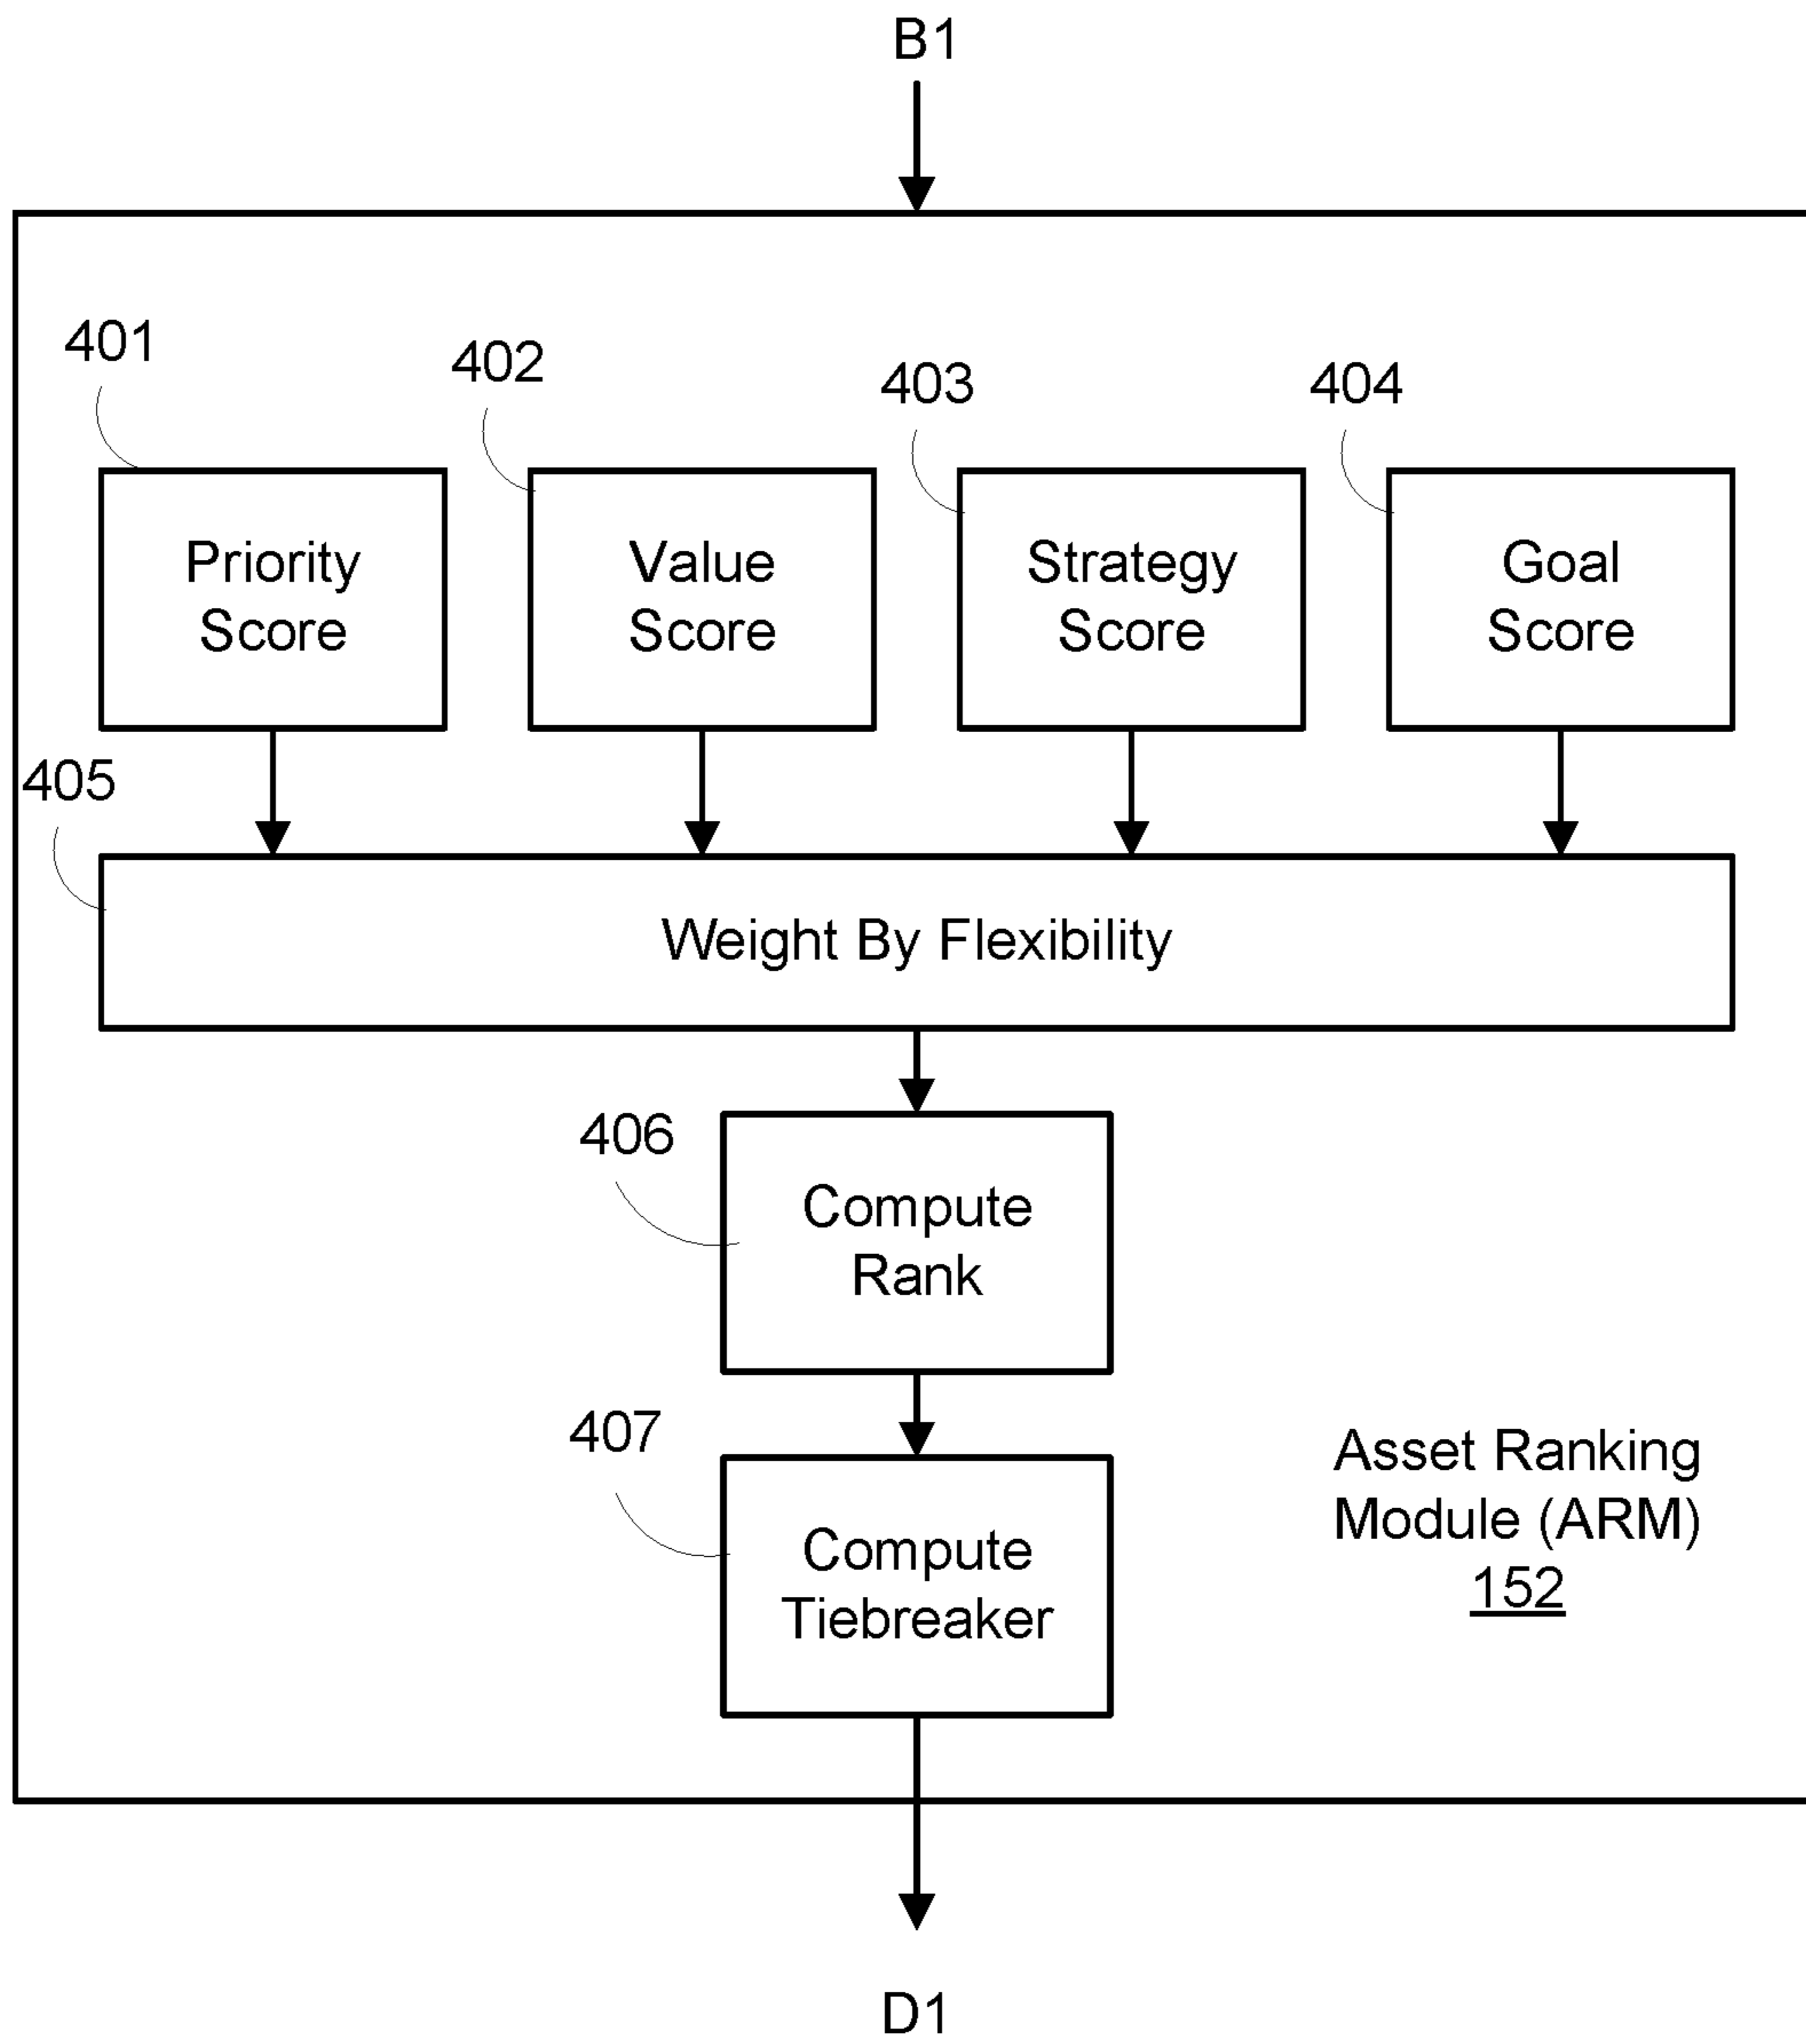 B1
401
402
403
404
Priority
Score
Value
Score
Strategy
Score
Goal
Score
405
Weight By Flexibility
406
Compute
Rank
407
Compute
Tiebreaker
Asset Ranking
Module (ARM)
152
D1